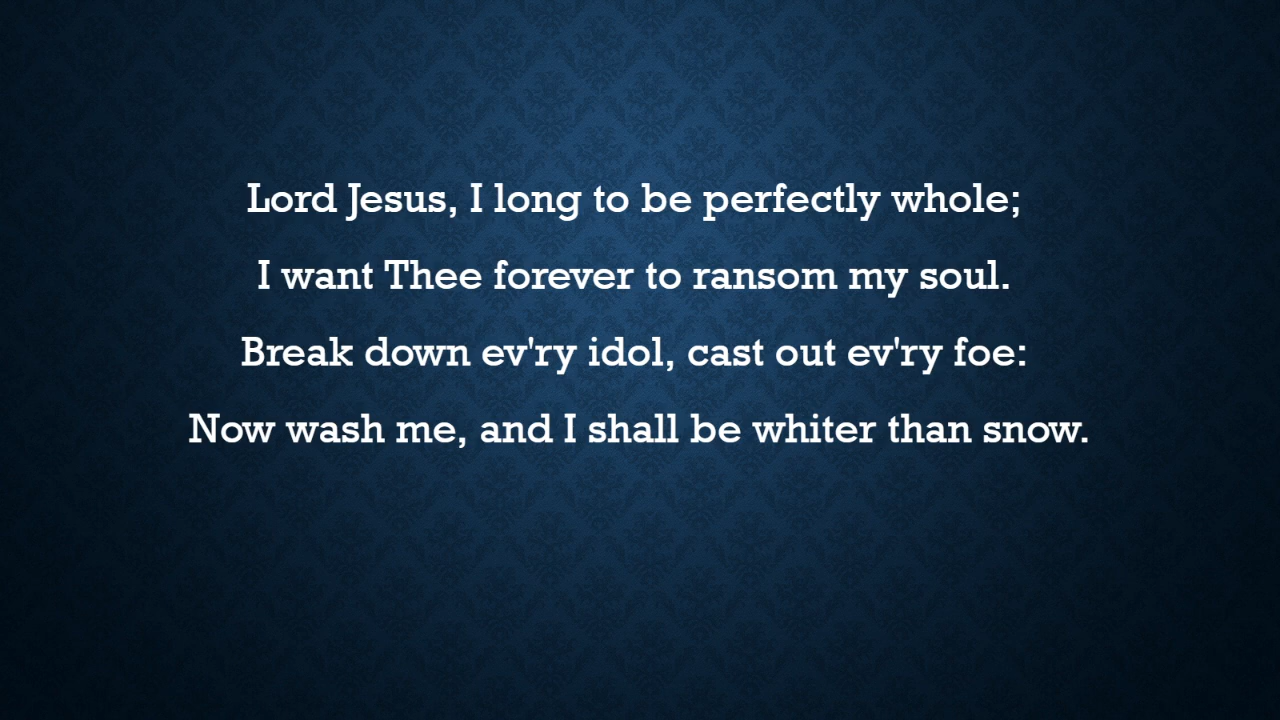 Lord Jesus, I long to be perfectly whole;
I want Thee forever to ransom my soul.
Break down ev'ry idol, cast out ev'ry foe:
Now wash me, and I shall be whiter than snow.